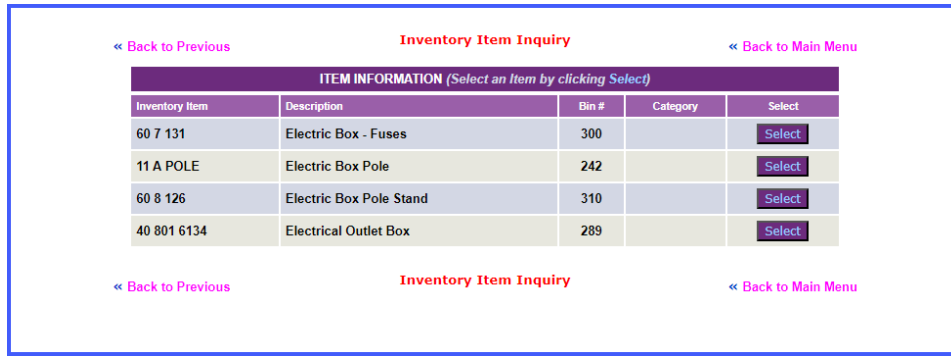 « Back to Previous Inventory Item Inquiry « Back to Main Menu
ITEM INFORMATION (Select an Item by clicking Select)
Inventory Item Description Bin # Category Select
60 7 131 Electric Box - Fuses 300 Select
11 A POLE Electric Box Pole 242 Select
60 8 126 Electric Box Pole Stand 310 Select
40 801 6134 Electrical Outlet Box 289 Select
« Back to Previous Inventory Item Inquiry « Back to Main Menu